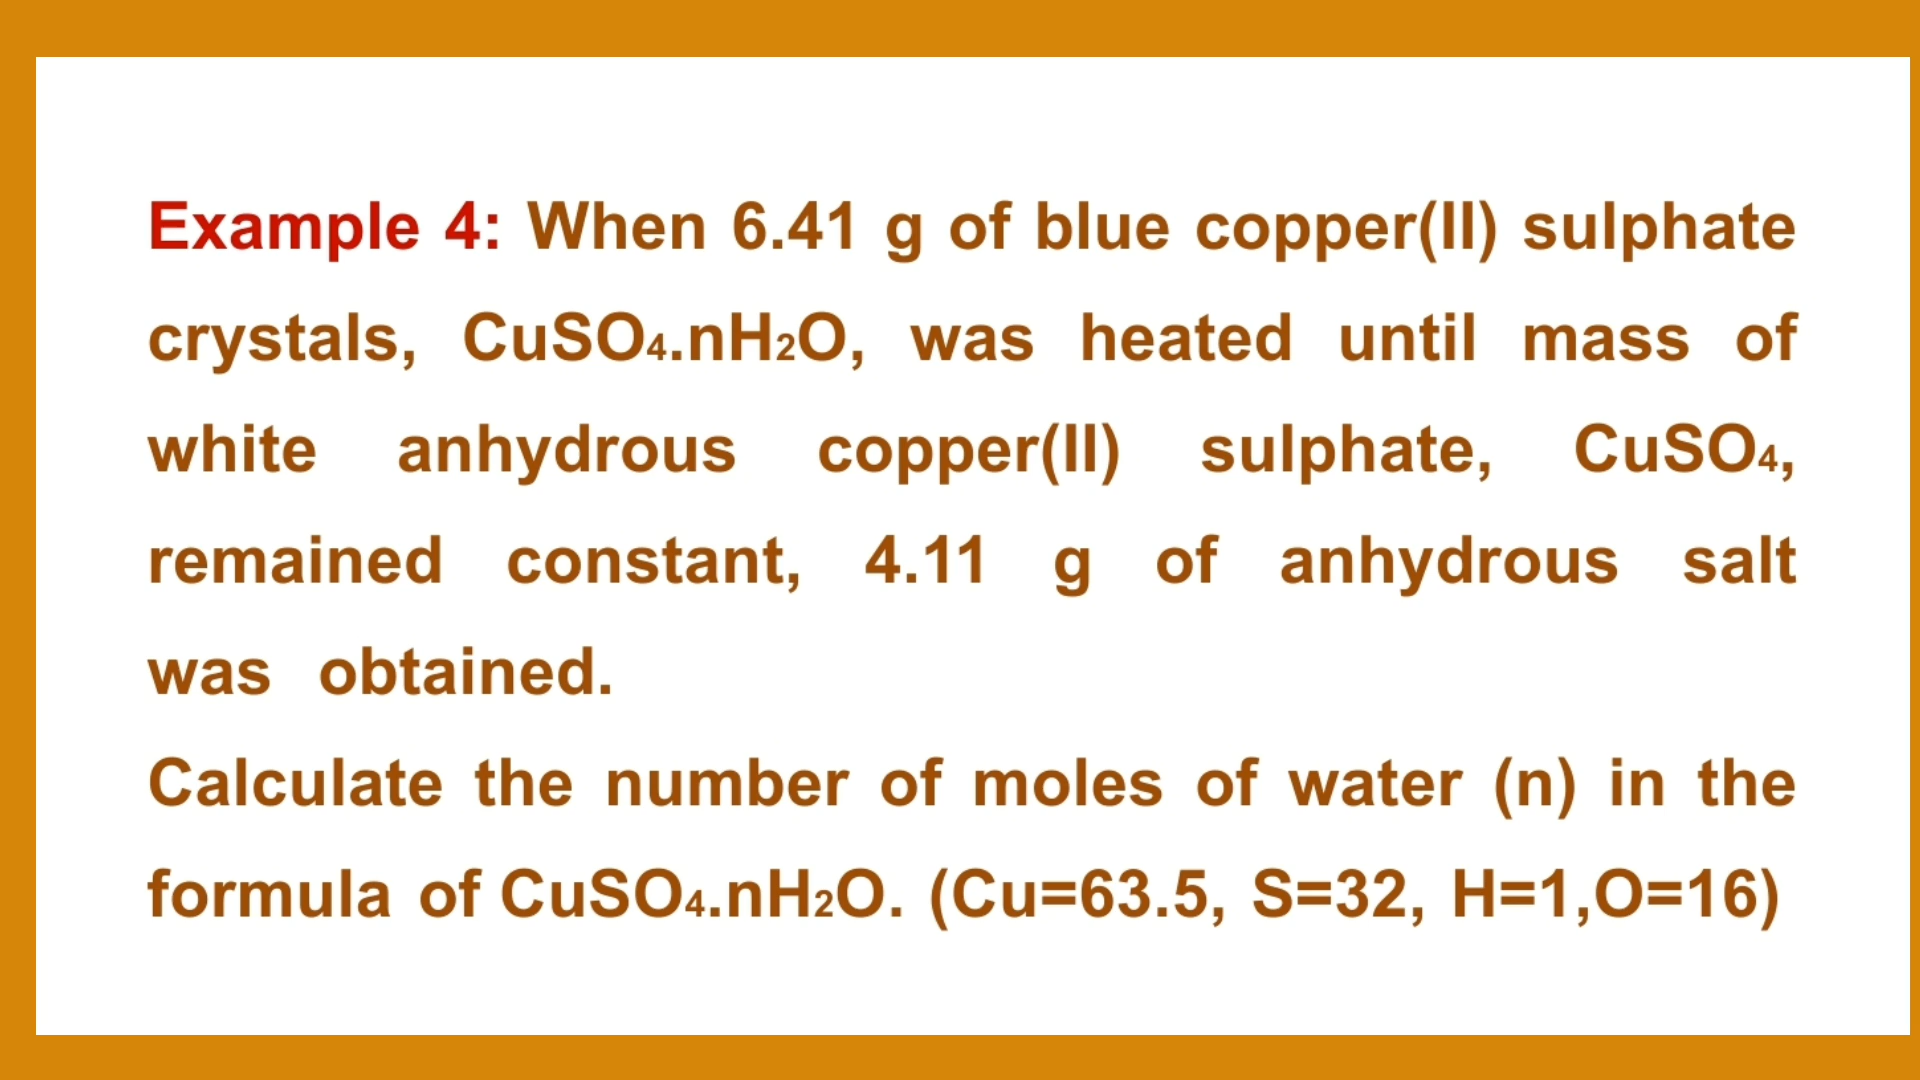 Example 4: When 6.41 g of blue copper(II) sulphate
crystals, CuSO₄.nH₂O, was heated until mass of
white anhydrous copper(II) sulphate, CuSO₄,
remained constant, 4.11 g of anhydrous salt
was obtained.
Calculate the number of moles of water (n) in the
formula of CuSO₄.nH₂O. (Cu=63.5, S=32, H=1,O=16)